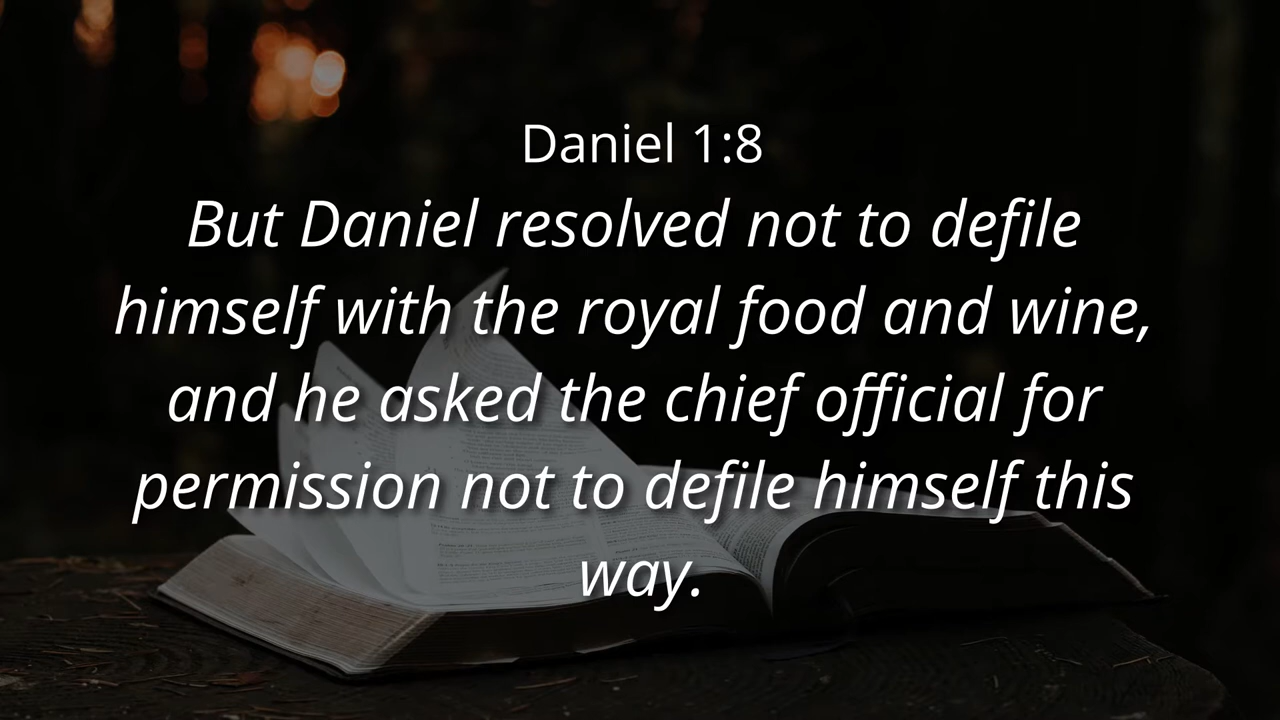 Daniel 1:8
But Daniel resolved not to defile
himself with the royal food and wine,
and he asked the chief official for
permission not to defile himself this
way.